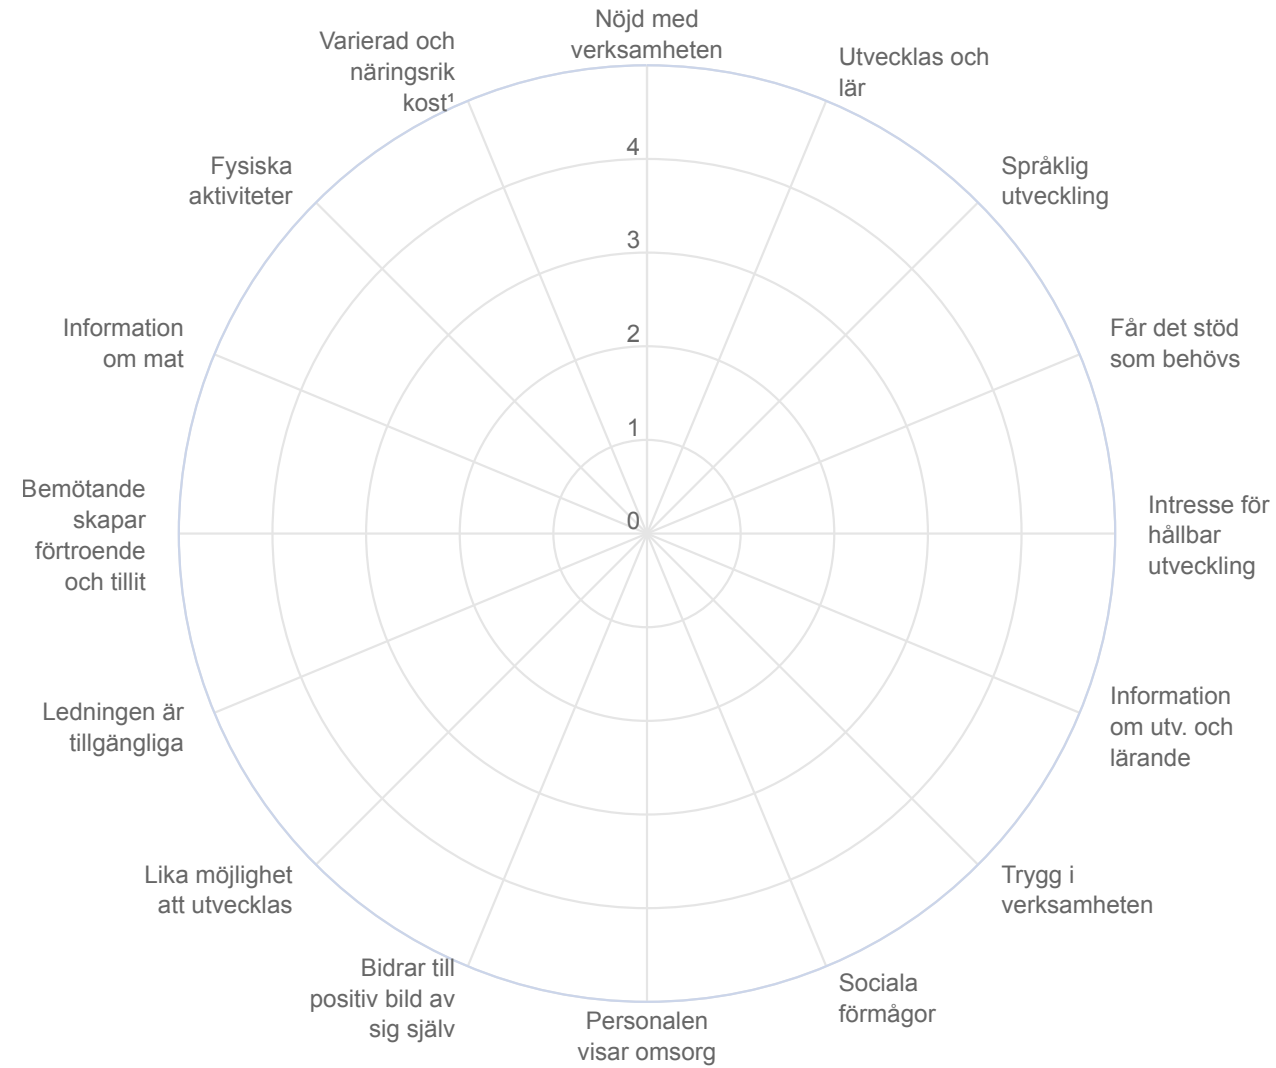 Nöjd med
verksamheten
Utvecklas och
lär
Språklig
utveckling
Får det stöd
som behövs
Intresse för
hållbar
utveckling
Information
om utv. och
lärande
Trygg i
verksamheten
Sociala
förmågor
Personalen
visar omsorg
Bidrar till
positiv bild av
sig själv
Lika möjlighet
att utvecklas
Ledningen är
tillgängliga
Bemötande
skapar
förtroende
och tillit
Information
om mat
Fysiska
aktiviteter
Varierad och
näringsrik
kost¹
4
3
2
1
0